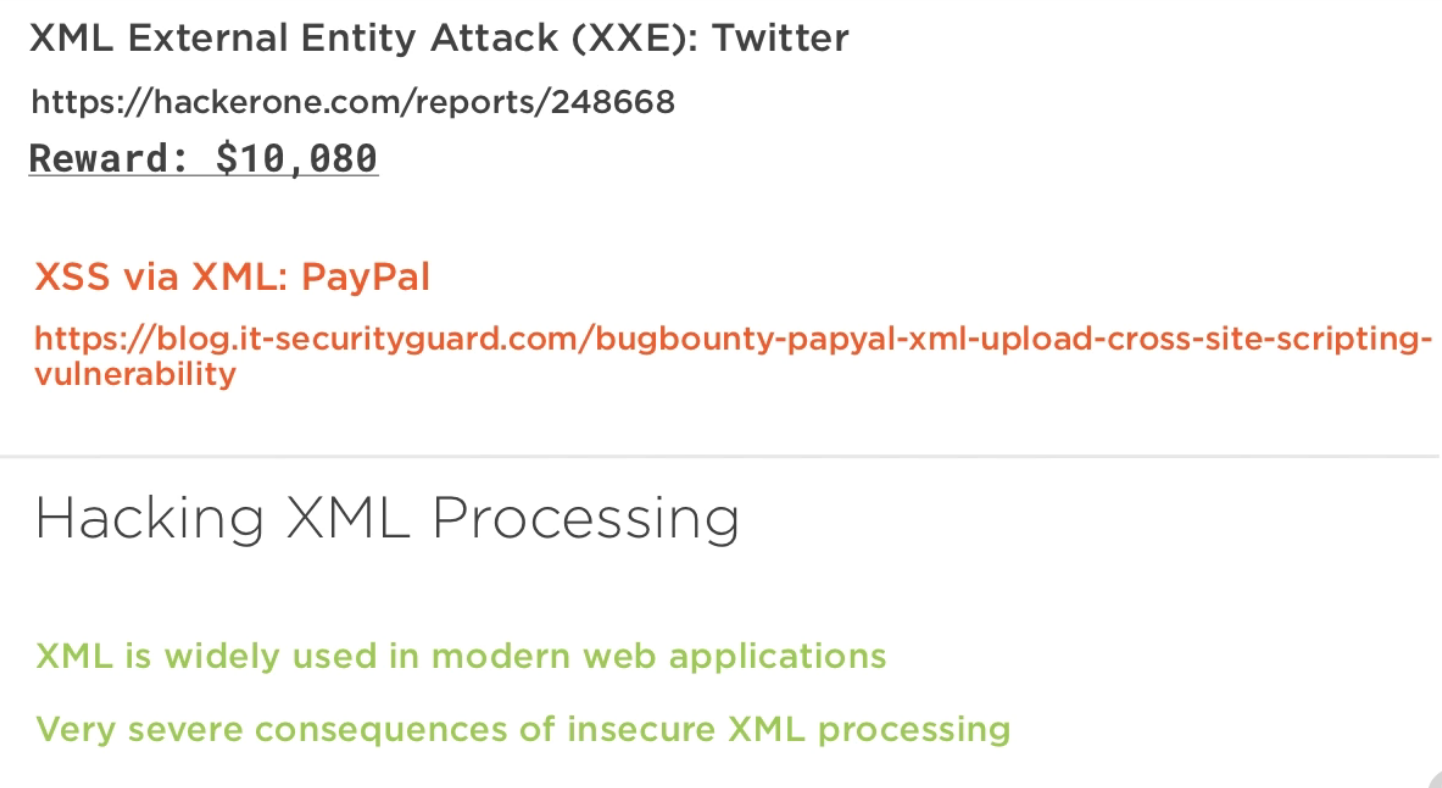 XML External Entity Attack (XXE): Twitter
https://hackerone.com/reports/248668
Reward: $10,080
XSS via XML: PayPal
https://blog.it-securityguard.com/bugbounty-papyal-xml-upload-cross-site-scripting-
vulnerability
Hacking XML Processing
XML is widely used in modern web applications
Very severe consequences of insecure XML processing